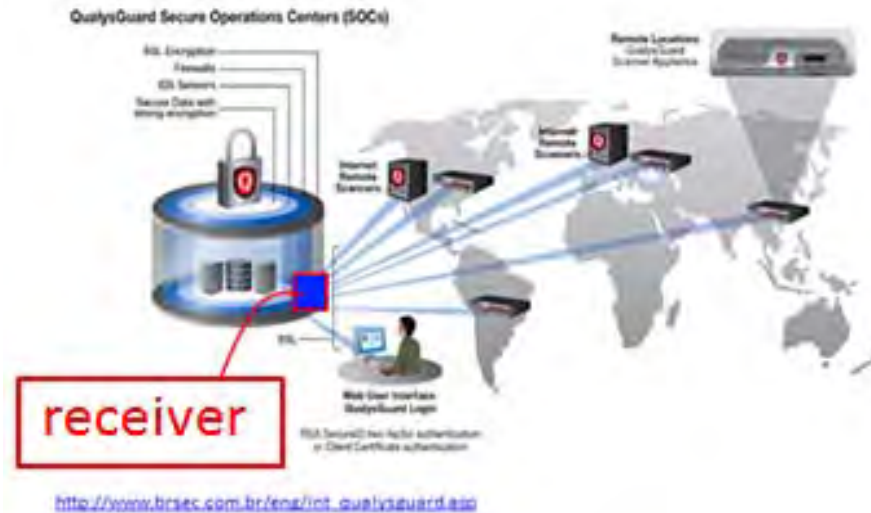 QualysGuard Secure Operations Centers (SOCs)
SSL Encryption
Firewalls
IDS Sensors
Secure Data with
strong encryption
Remote Locations
QualysGuard
Scanner Appliance
Internet
Remote
Scanners
Internet
Remote
Scanners
SSL
Web User Interface
QualysGuard Login
RSA SecurID two-factor authentication
or Client Certificate authentication
receiver
http://www.brsec.com.br/eng/int_qualysguard.asp